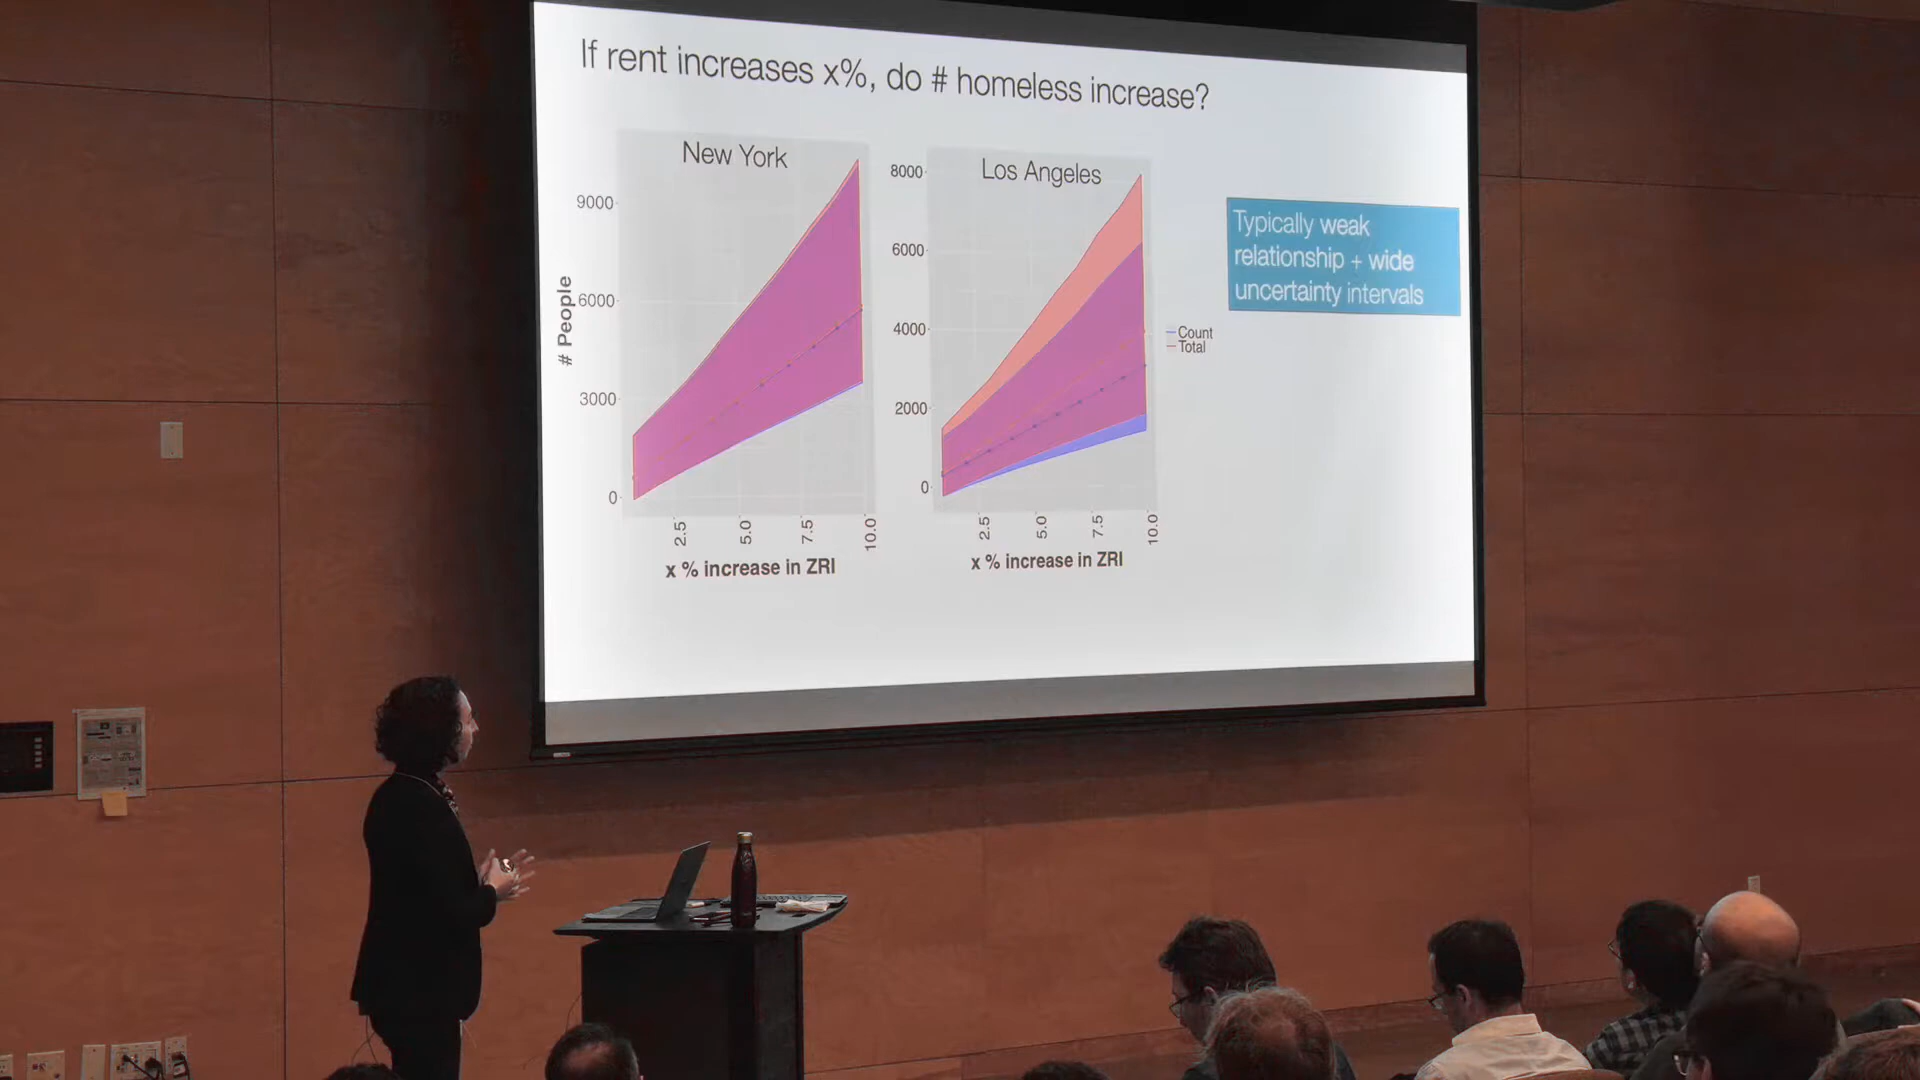 If rent increases x%, do # homeless increase?
New York
9000
6000
3000
0
# People
2.5
5.0
7.5
10.0
x % increase in ZRI
Los Angeles
8000
6000
4000
2000
0
2.5
5.0
7.5
10.0
x % increase in ZRI
Count
Total
Typically weak
relationship + wide
uncertainty intervals